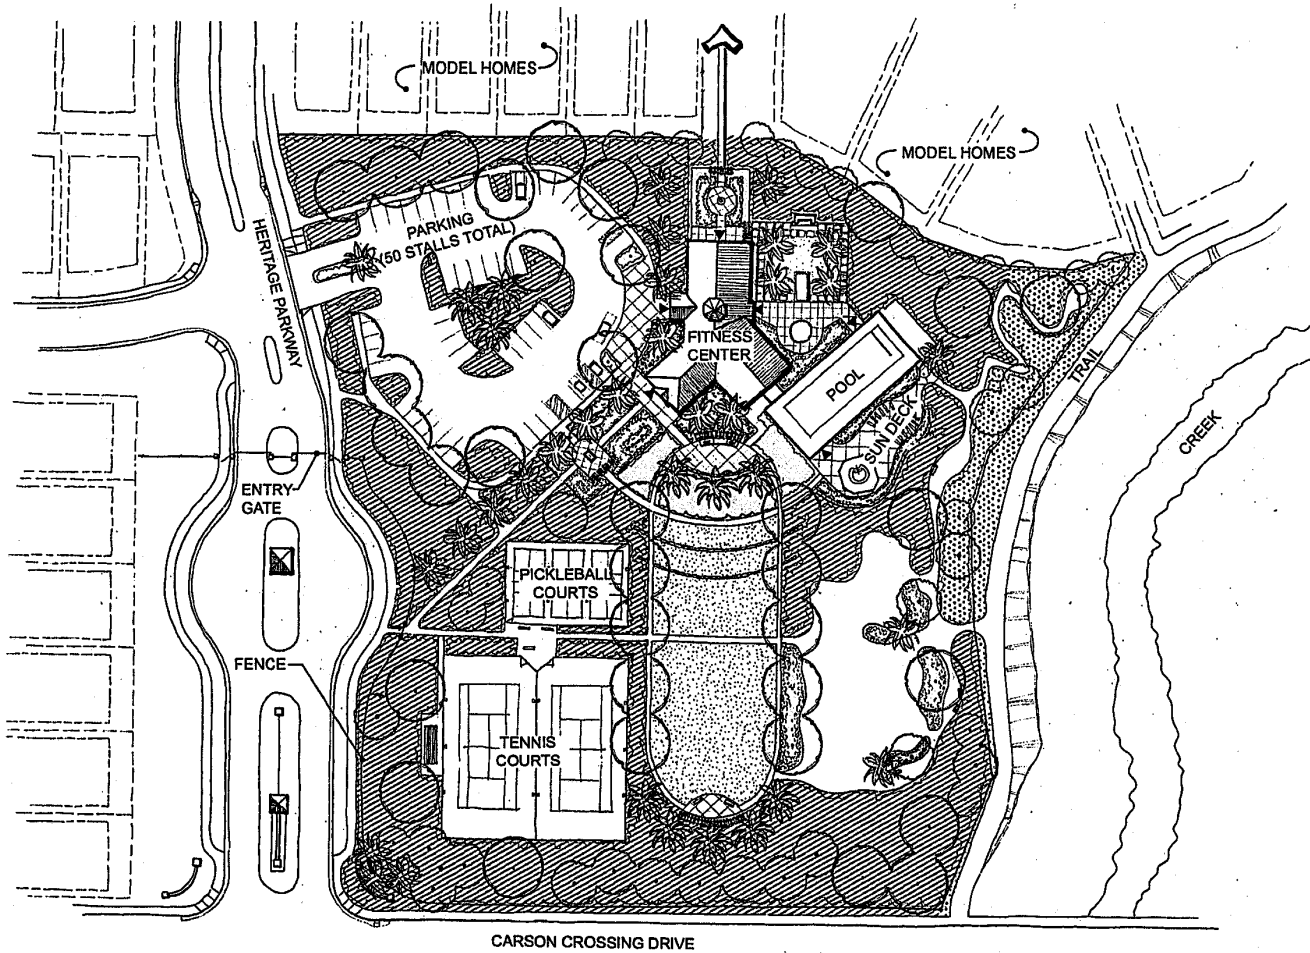 MODEL HOMES
MODEL HOMES
PARKING
(50 STALLS TOTAL)
HERITAGE PARKWAY
FITNESS
CENTER
POOL
SUN DECK
TRAIL
CREEK
ENTRY
GATE
PICKLEBALL
COURTS
FENCE
TENNIS
COURTS
CARSON CROSSING DRIVE